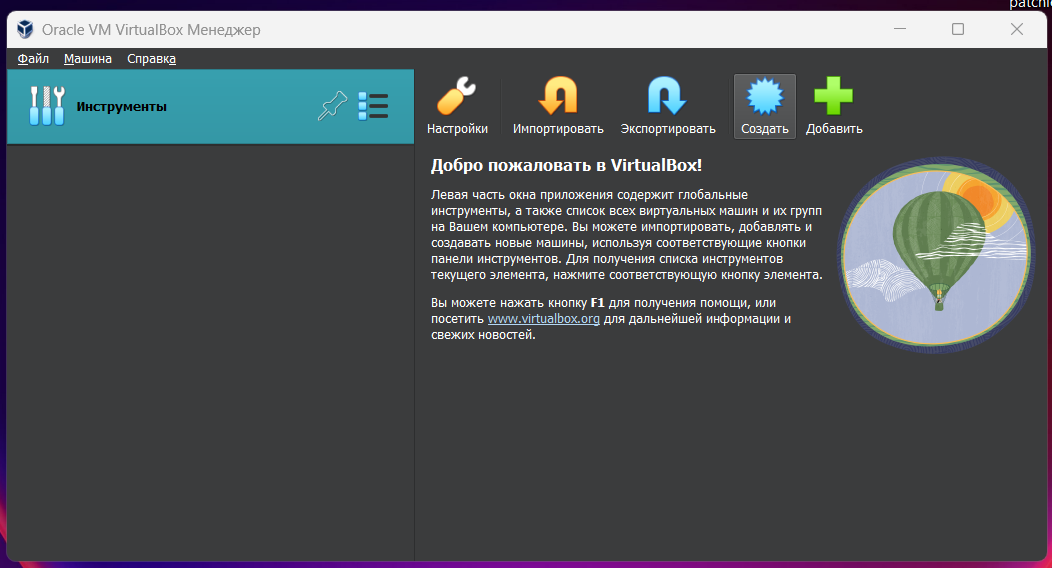 Oracle VM VirtualBox Менеджер
Файл Машина Справка
Инструменты
Настройки Импортировать Экспортировать Создать Добавить
Добро пожаловать в VirtualBox!
Левая часть окна приложения содержит глобальные
инструменты, а также список всех виртуальных машин и их групп
на Вашем компьютере. Вы можете импортировать, добавлять и
создавать новые машины, используя соответствующие кнопки
панели инструментов. Для получения списка инструментов
текущего элемента, нажмите соответствующую кнопку элемента.
Вы можете нажать кнопку F1 для получения помощи, или
посетить www.virtualbox.org для дальнейшей информации и
свежих новостей.